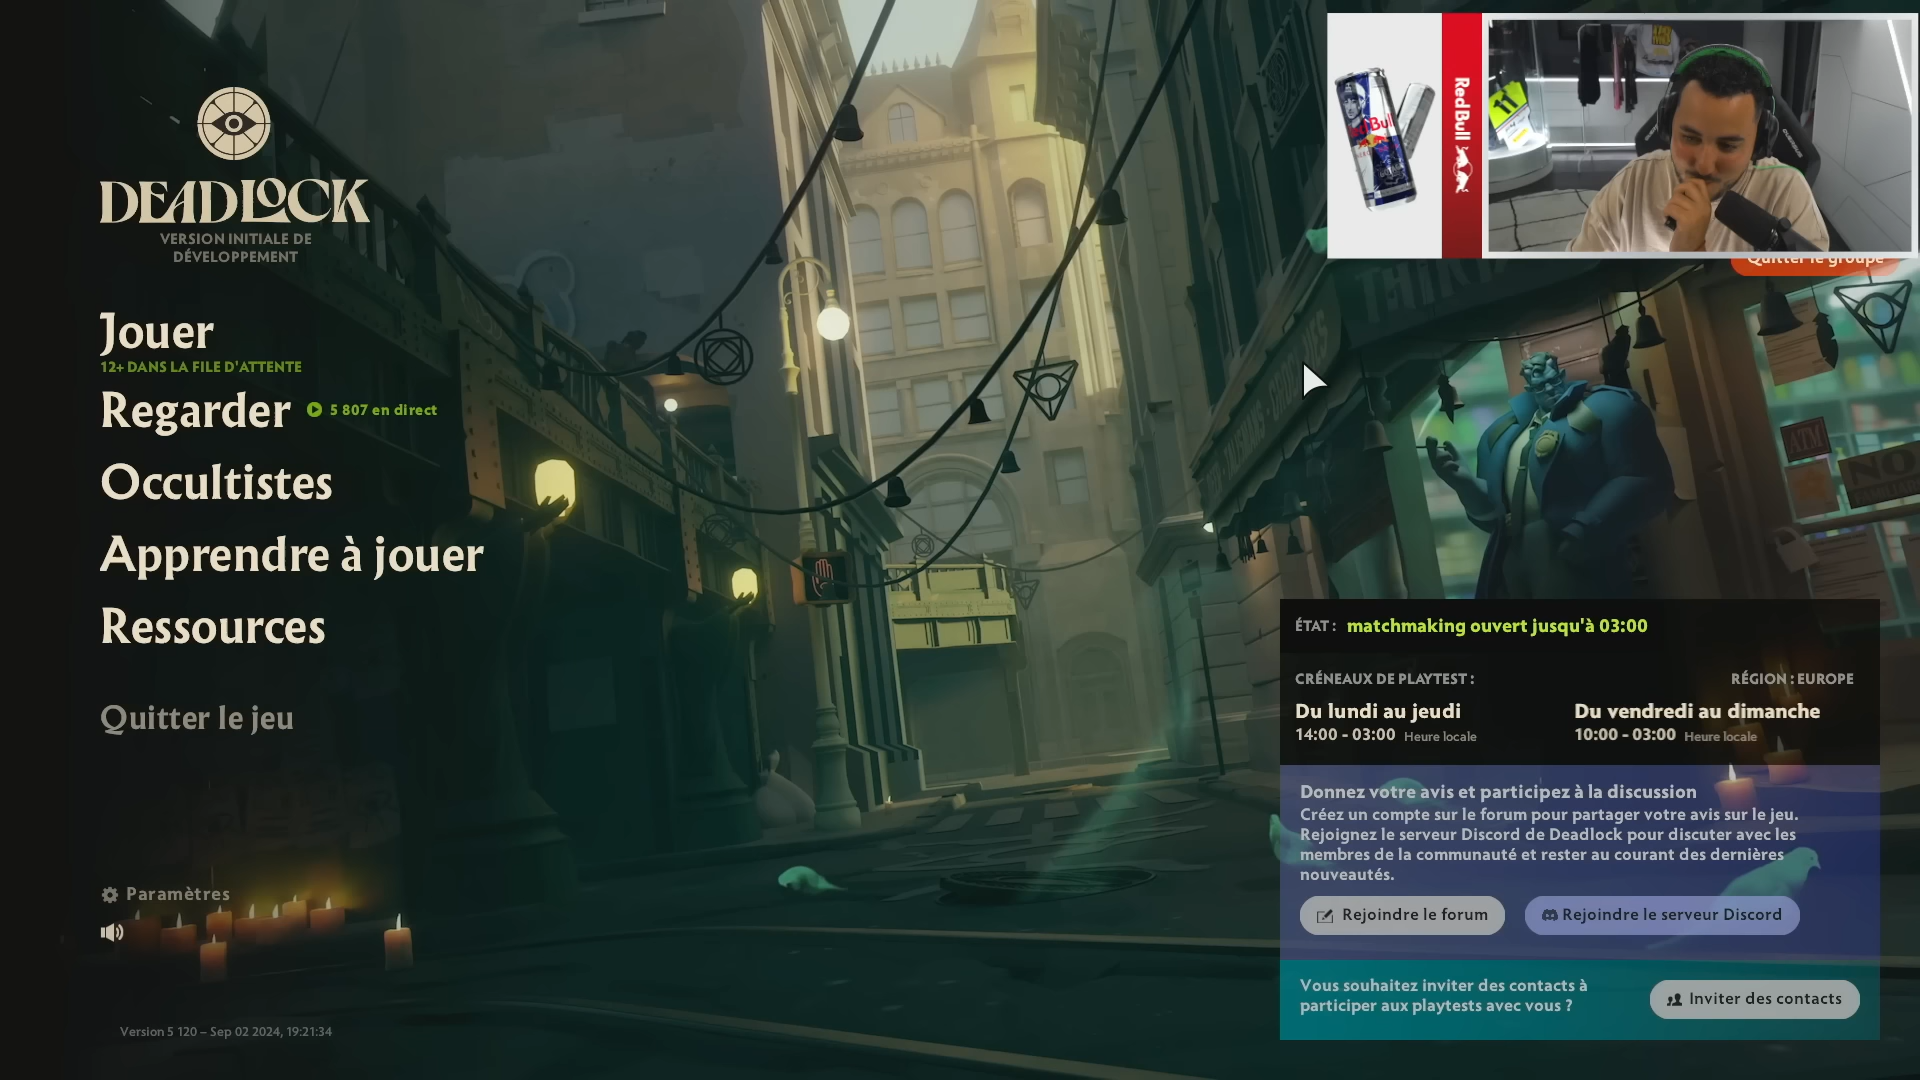 DEADLOCK
VERSION INITIALE DE
DÉVELOPPEMENT
Jouer
12+ DANS LA FILE D'ATTENTE
Regarder
5 807 en direct
Occultistes
Apprendre à jouer
Ressources
Quitter le jeu
Paramètres
Version 5 120 – Sep 02 2024, 19:21:34
Red Bull
Red Bull
11
Quitter le groupe
ATM
NO
ÉTAT : matchmaking ouvert jusqu'à 03:00
CRÉNEAUX DE PLAYTEST :
RÉGION : EUROPE
Du lundi au jeudi
14:00 - 03:00 Heure locale
Du vendredi au dimanche
10:00 - 03:00 Heure locale
Donnez votre avis et participez à la discussion
Créez un compte sur le forum pour partager votre avis sur le jeu.
Rejoignez le serveur Discord de Deadlock pour discuter avec les
membres de la communauté et rester au courant des dernières
nouveautés.
Rejoindre le forum
Rejoindre le serveur Discord
Vous souhaitez inviter des contacts à
participer aux playtests avec vous ?
Inviter des contacts